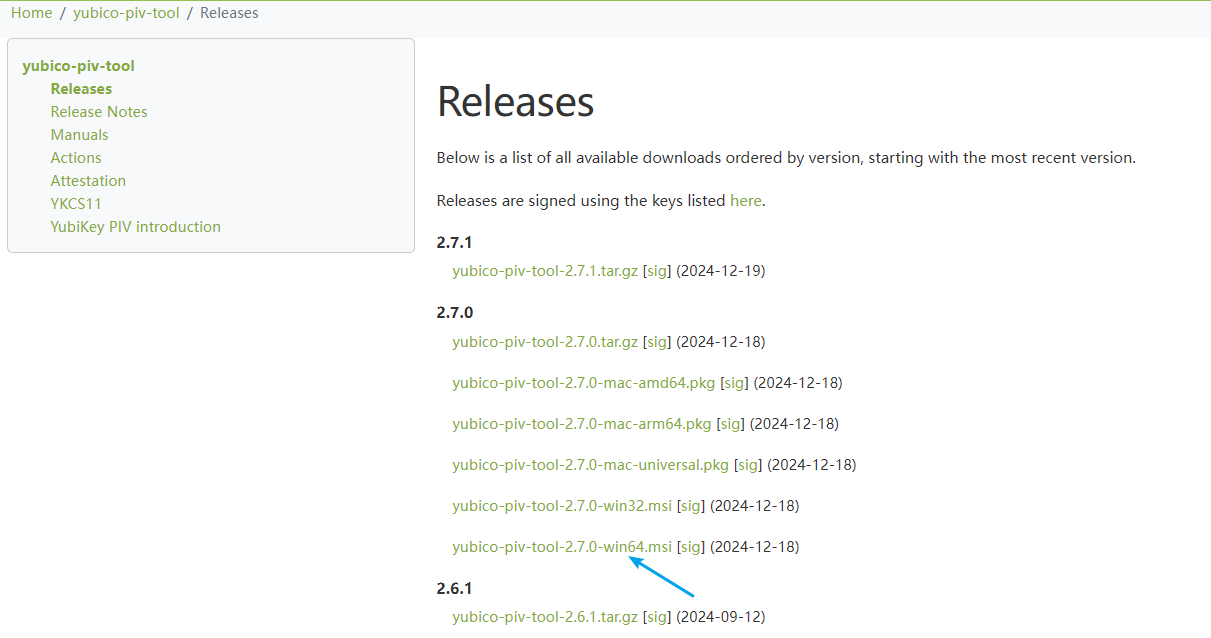 Home / yubico-piv-tool / Releases
yubico-piv-tool
Releases
Release Notes
Manuals
Actions
Attestation
YKCS11
YubiKey PIV introduction
Releases
Below is a list of all available downloads ordered by version, starting with the most recent version.
Releases are signed using the keys listed here.
2.7.1
yubico-piv-tool-2.7.1.tar.gz [sig] (2024-12-19)
2.7.0
yubico-piv-tool-2.7.0.tar.gz [sig] (2024-12-18)
yubico-piv-tool-2.7.0-mac-amd64.pkg [sig] (2024-12-18)
yubico-piv-tool-2.7.0-mac-arm64.pkg [sig] (2024-12-18)
yubico-piv-tool-2.7.0-mac-universal.pkg [sig] (2024-12-18)
yubico-piv-tool-2.7.0-win32.msi [sig] (2024-12-18)
yubico-piv-tool-2.7.0-win64.msi [sig] (2024-12-18)
2.6.1
yubico-piv-tool-2.6.1.tar.gz [sig] (2024-09-12)